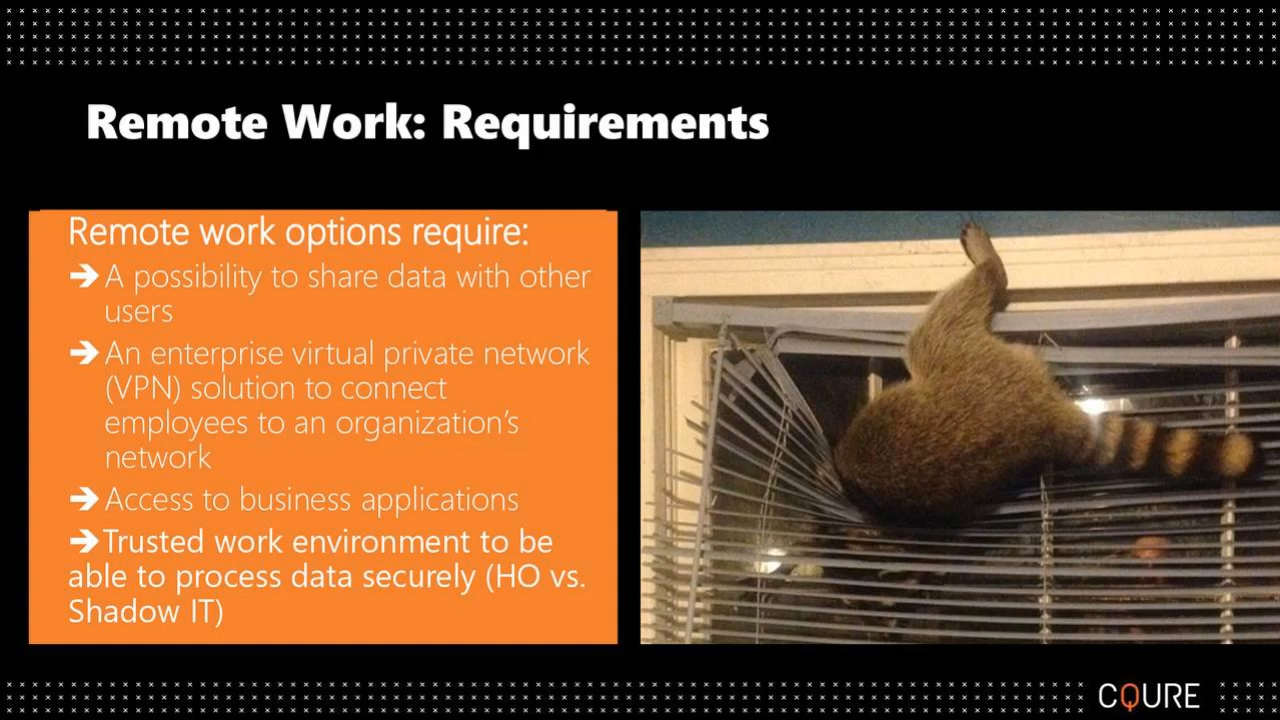 Remote Work: Requirements
Remote work options require:
➔ A possibility to share data with other
users
➔ An enterprise virtual private network
(VPN) solution to connect
employees to an organization's
network
➔ Access to business applications
➔ Trusted work environment to be
able to process data securely (HO vs.
Shadow IT)
CQURE